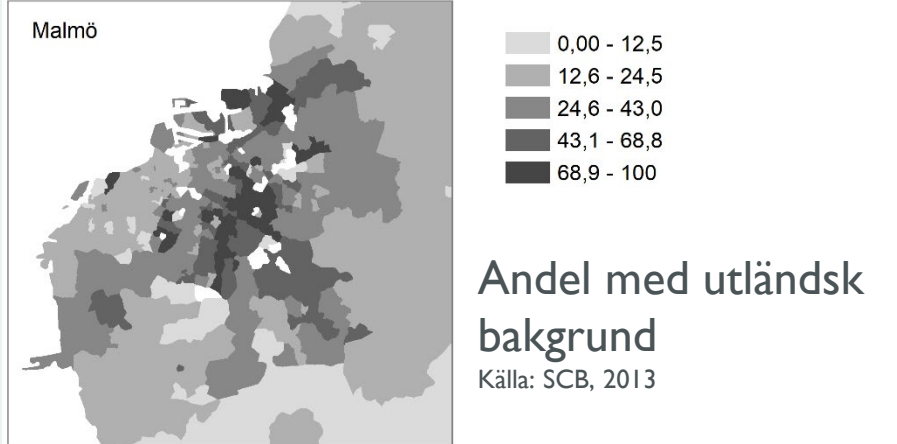 Malmö
0,00 - 12,5
12,6 - 24,5
24,6 - 43,0
43,1 - 68,8
68,9 - 100
Andel med utländsk
bakgrund
Källa: SCB, 2013